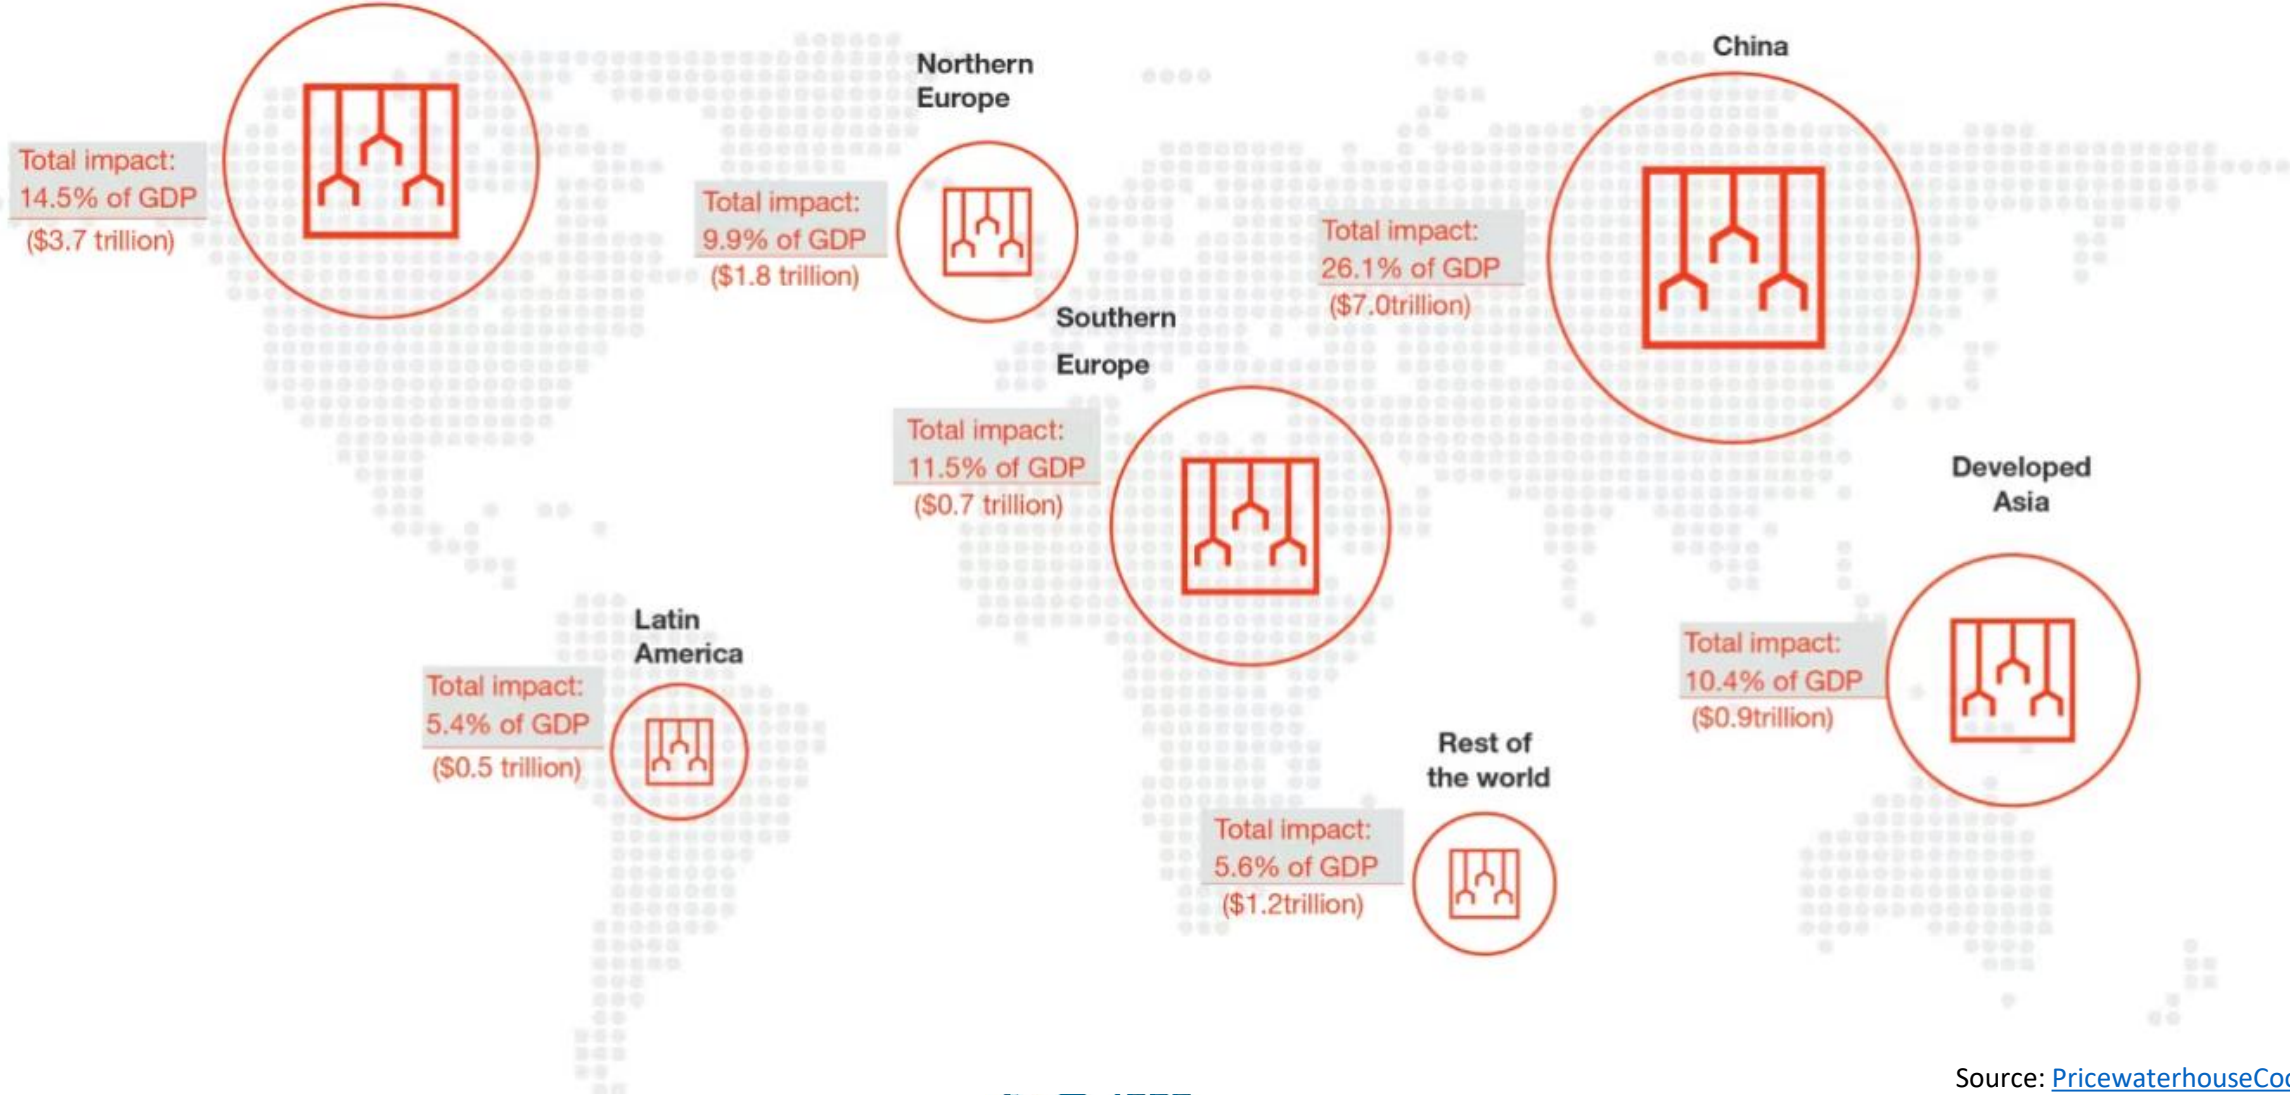 Total impact:
14.5% of GDP
($3.7 trillion)
Northern
Europe
Total impact:
9.9% of GDP
($1.8 trillion)
China
Total impact:
26.1% of GDP
($7.0trillion)
Southern
Europe
Total impact:
11.5% of GDP
($0.7 trillion)
Developed
Asia
Total impact:
10.4% of GDP
($0.9trillion)
Latin
America
Total impact:
5.4% of GDP
($0.5 trillion)
Rest of
the world
Total impact:
5.6% of GDP
($1.2trillion)
Source: PricewaterhouseCoo